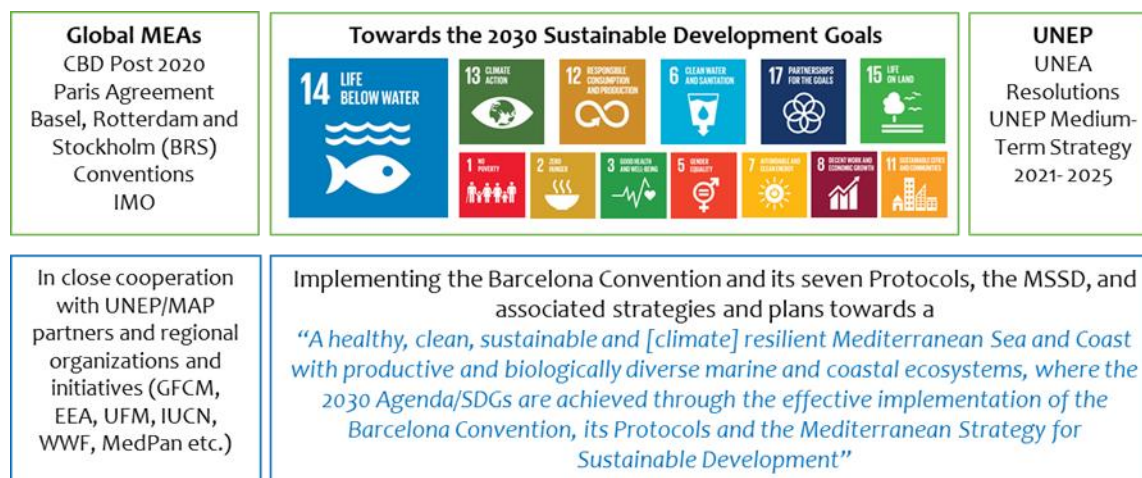 Global MEAs
CBD Post 2020
Paris Agreement
Basel, Rotterdam and
Stockholm (BRS)
Conventions
IMO
Towards the 2030 Sustainable Development Goals
14 LIFE
BELOW WATER
13 CLIMATE
ACTION
12 RESPONSIBLE
CONSUMPTION
AND PRODUCTION
6 CLEAN WATER
AND SANITATION
17 PARTNERSHIPS
FOR THE GOALS
15 LIFE
ON LAND
1 NO
POVERTY
2 ZERO
HUNGER
3 GOOD HEALTH
AND WELL-BEING
5 GENDER
EQUALITY
7 AFFORDABLE AND
CLEAN ENERGY
8 DECENT WORK AND
ECONOMIC GROWTH
11 SUSTAINABLE CITIES
AND COMMUNITIES
UNEP
UNEA
Resolutions
UNEP Medium-
Term Strategy
2021- 2025
In close cooperation
with UNEP/MAP
partners and regional
organizations and
initiatives (GFCM,
EEA, UFM, IUCN,
WWF, MedPan etc.)
Implementing the Barcelona Convention and its seven Protocols, the MSSD, and
associated strategies and plans towards a
“A healthy, clean, sustainable and [climate] resilient Mediterranean Sea and Coast
with productive and biologically diverse marine and coastal ecosystems, where the
2030 Agenda/SDGs are achieved through the effective implementation of the
Barcelona Convention, its Protocols and the Mediterranean Strategy for
Sustainable Development”